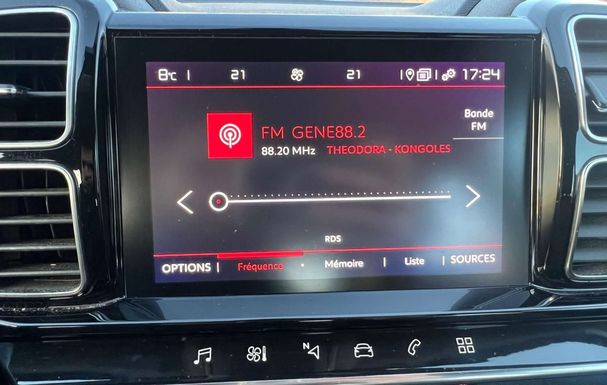 8°C 21 21 17:24
FM GENE88.2
Bande FM
88.20 MHz THEODORA - KONGOLES
RDS
OPTIONS Fréquence Mémoire Liste SOURCES
N